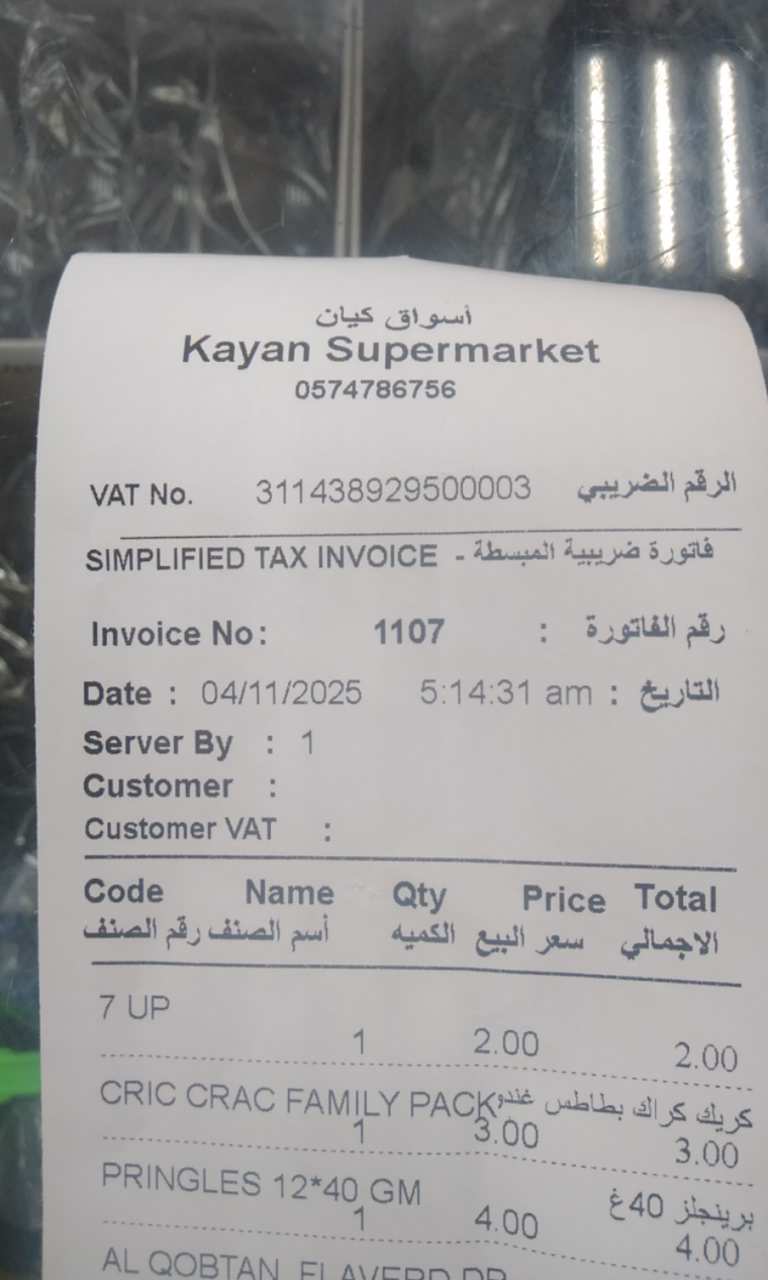 أسواق كيان
Kayan Supermarket
0574786756
VAT No. 311438929500003 الرقم الضريبي
SIMPLIFIED TAX INVOICE - فاتورة ضريبية المبسطة
Invoice No: 1107 : رقم الفاتورة
Date : 04/11/2025 5:14:31 am : التاريخ
Server By : 1
Customer :
Customer VAT :
Code Name Qty Price Total
رقم الصنف أسم الصنف الكميه سعر البيع الاجمالي
7 UP
1 2.00 2.00
CRIC CRAC FAMILY PACK كريك كراك بطاطس غندو
1 3.00 3.00
PRINGLES 12*40 GM برينجلز 40غ
1 4.00 4.00
AL QOBTAN